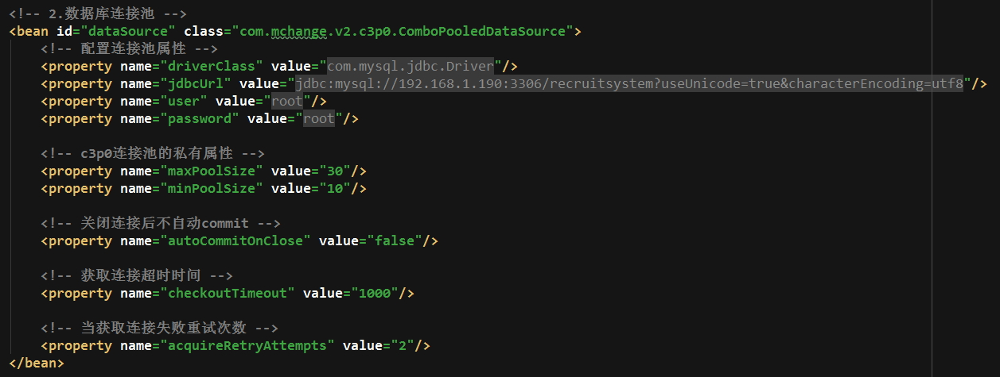 <!-- 2.数据库连接池 -->
<bean id="dataSource" class="com.mchange.v2.c3p0.ComboPooledDataSource">
<!-- 配置连接池属性 -->
<property name="driverClass" value="com.mysql.jdbc.Driver"/>
<property name="jdbcUrl" value="jdbc:mysql://192.168.1.190:3306/recruitsystem?useUnicode=true&characterEncoding=utf8"/>
<property name="user" value="root"/>
<property name="password" value="root"/>
<!-- c3p0连接池的私有属性 -->
<property name="maxPoolSize" value="30"/>
<property name="minPoolSize" value="10"/>
<!-- 关闭连接后不自动commit -->
<property name="autoCommitOnClose" value="false"/>
<!-- 获取连接超时时间 -->
<property name="checkoutTimeout" value="1000"/>
<!-- 当获取连接失败重试次数 -->
<property name="acquireRetryAttempts" value="2"/>
</bean>